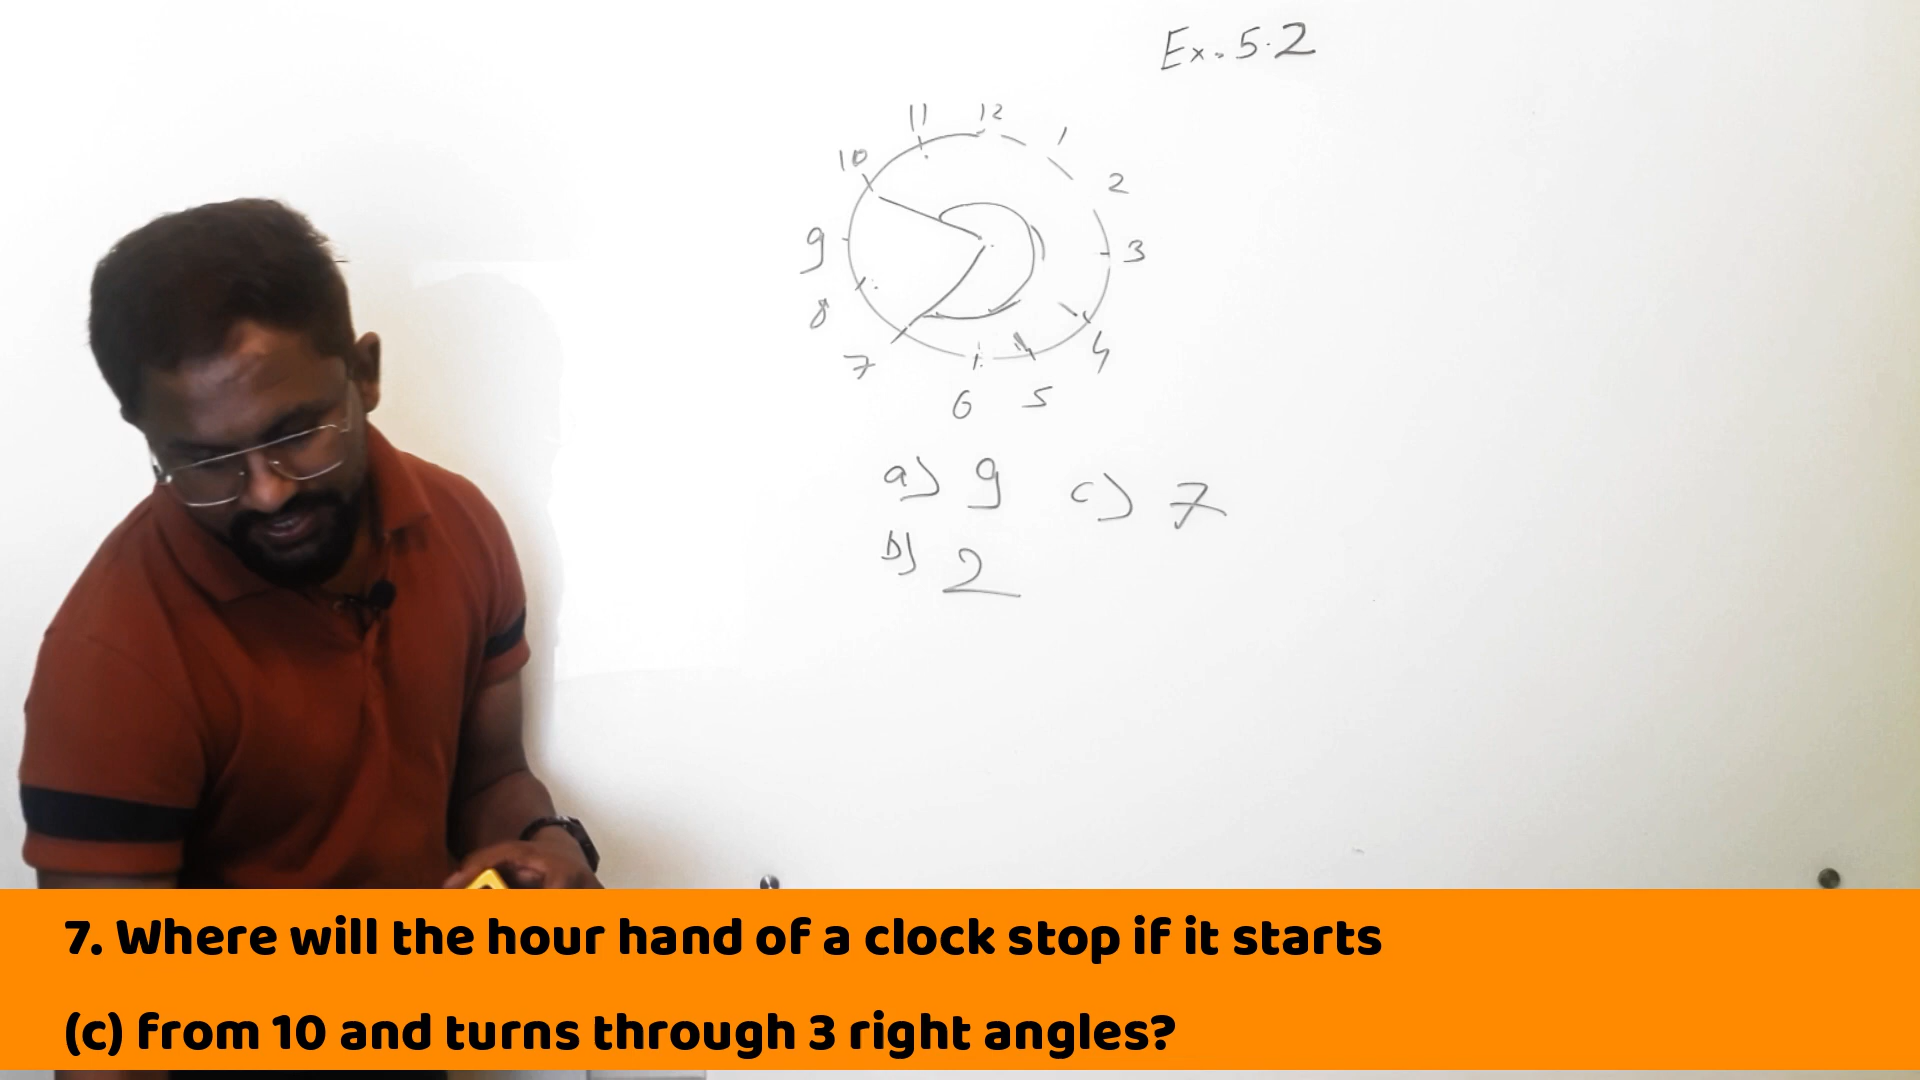 Ex. 5.2
11 12 1
10 2
9 3
8 4
7 6 5
a) 9 c) 7
b) 2
7. Where will the hour hand of a clock stop if it starts
(c) from 10 and turns through 3 right angles?